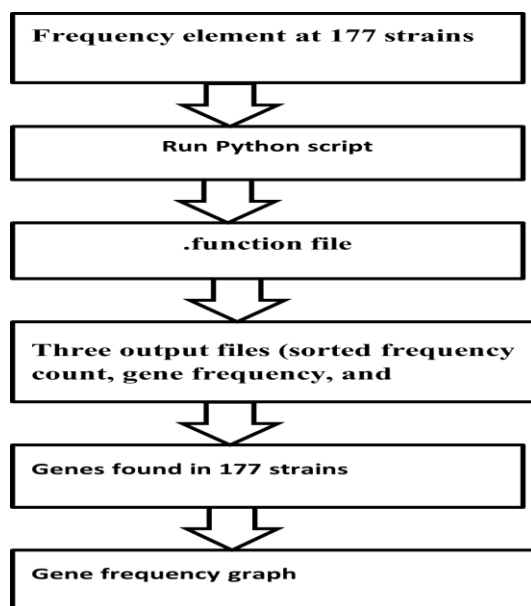 Frequency element at 177 strains
Run Python script
.function file
Three output files (sorted frequency
count, gene frequency, and
Genes found in 177 strains
Gene frequency graph